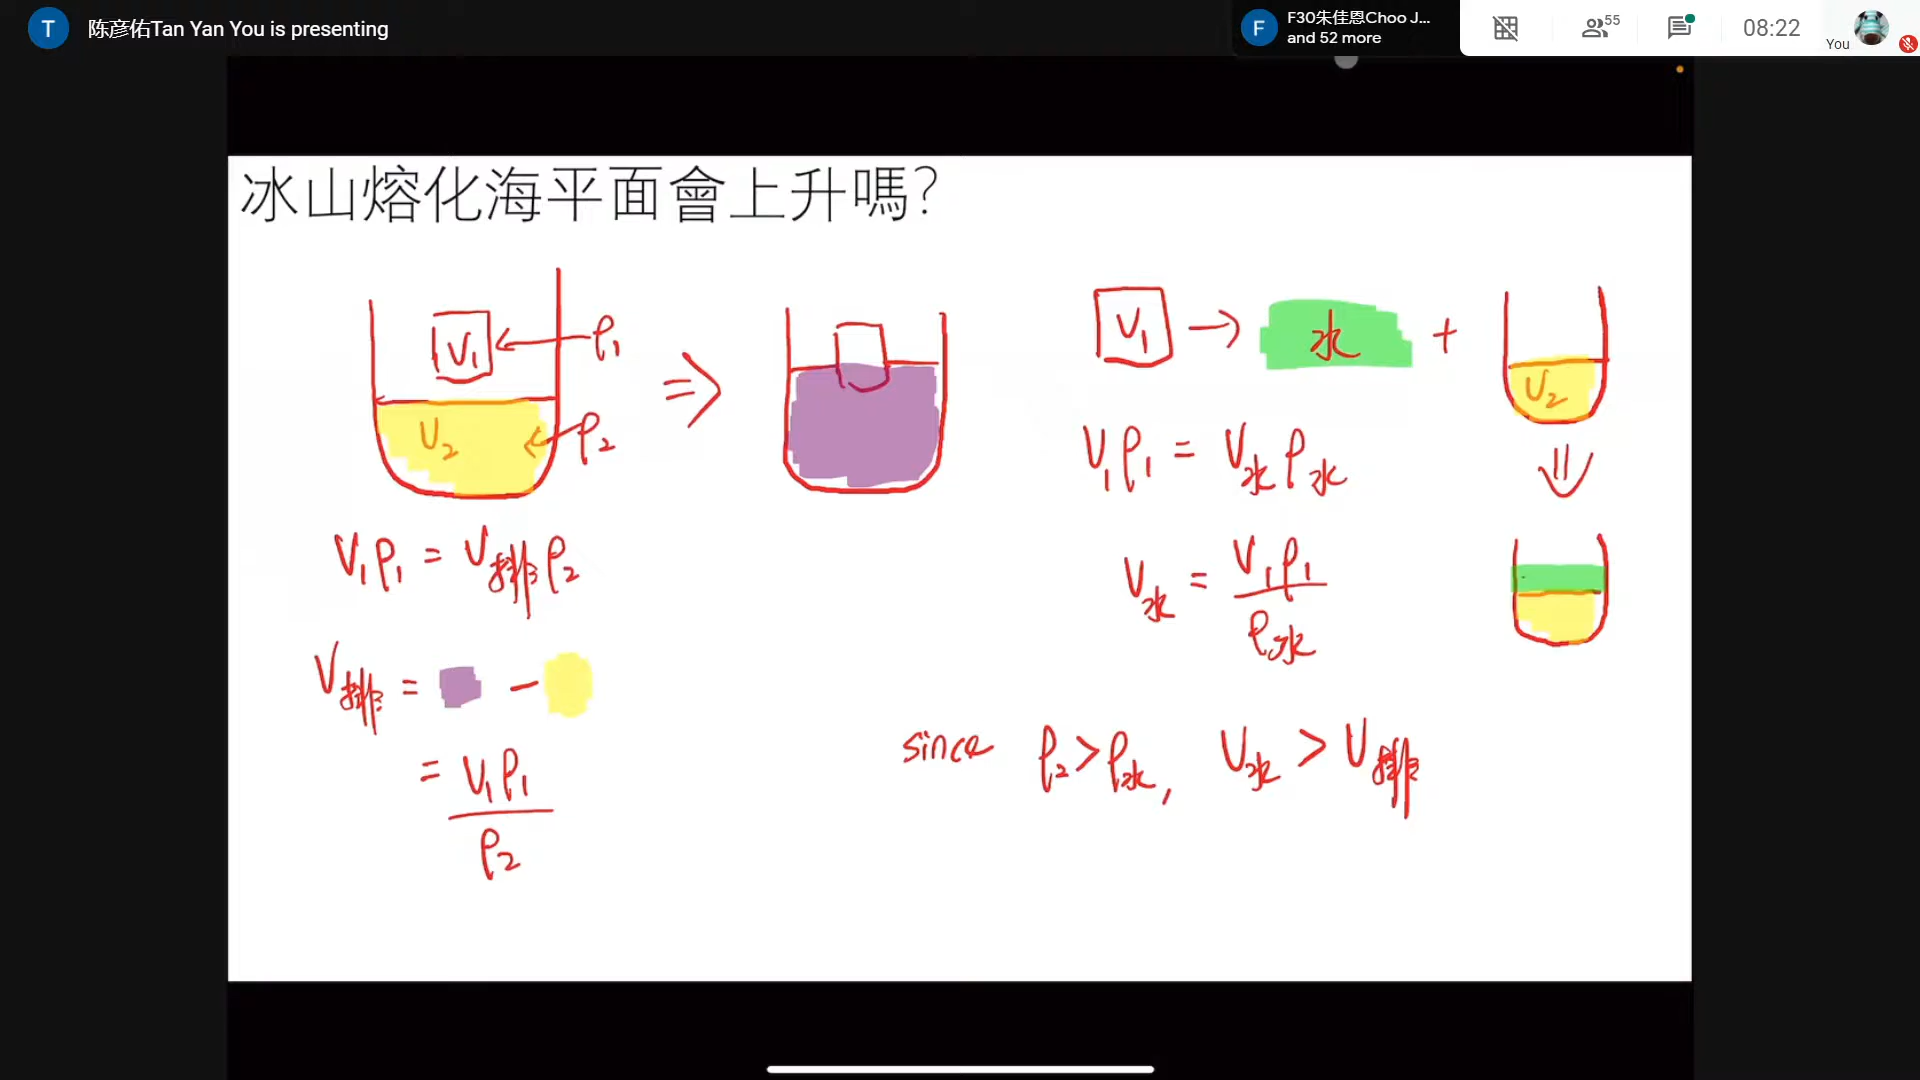 T 陈彦佑Tan Yan You is presenting
F F30朱佳恩Choo J...
and 52 more
55
08:22
You
冰山熔化海平面會上升嗎?
V₁ ← ρ₁
V₂ ← ρ₂
⇒
V₁ → 水 + V₂
⇓
V₁ρ₁ = V排ρ₂
V排 = -
= V₁ρ₁/ρ₂
V₁ρ₁ = V水ρ水
V水 = V₁ρ₁/ρ水
since ρ₂>ρ水, V水 > V排